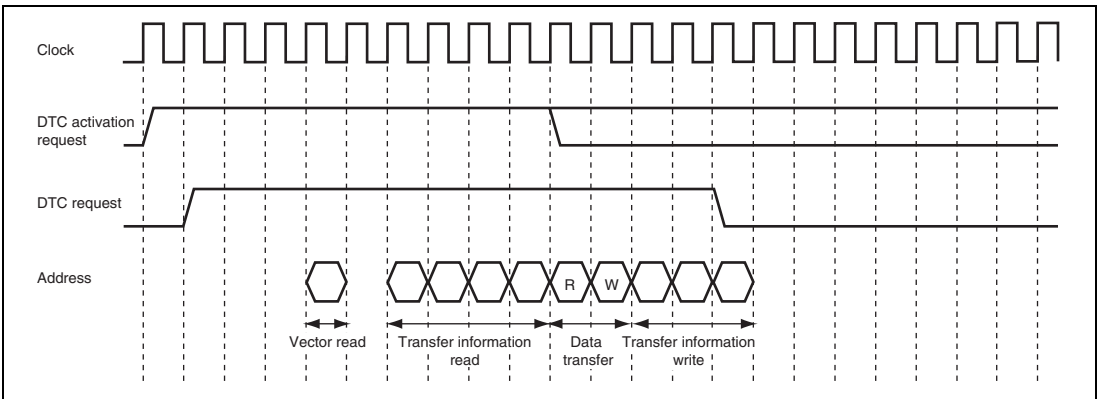 Clock
DTC activation
request
DTC request
Address
R W
Vector read
Transfer information
read
Data
transfer
Transfer information
write